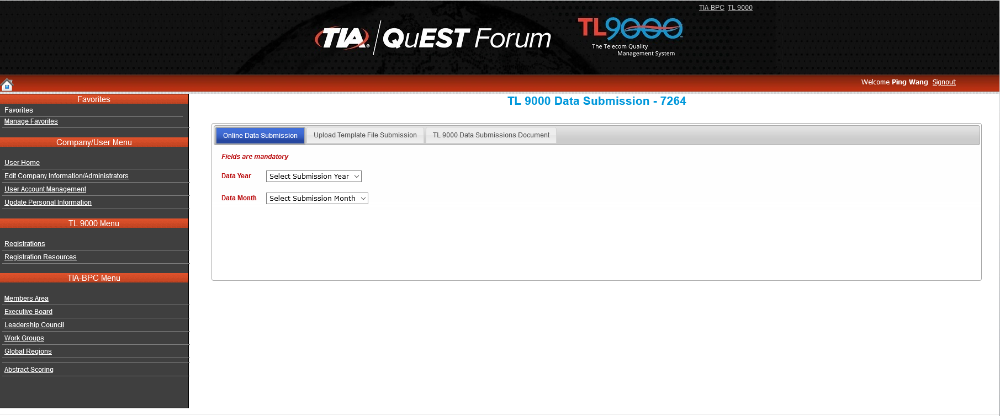 TIA-BPC TL 9000
TIA® QuEST Forum
TL9000™
The Telecom Quality
Management System
Welcome Ping Wang Signout
Favorites
Favorites
Manage Favorites
Company/User Menu
User Home
Edit Company Information/Administrators
User Account Management
Update Personal Information
TL 9000 Menu
Registrations
Registration Resources
TIA-BPC Menu
Members Area
Executive Board
Leadership Council
Work Groups
Global Regions
Abstract Scoring
TL 9000 Data Submission - 7264
Online Data Submission Upload Template File Submission TL 9000 Data Submissions Document
Fields are mandatory
Data Year Select Submission Year
Data Month Select Submission Month